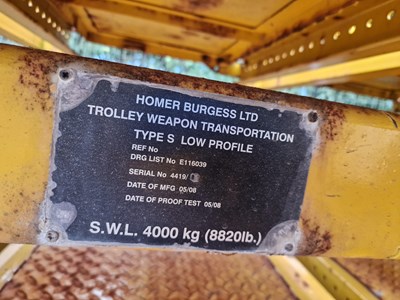 HOMER BURGESS LTD
TROLLEY WEAPON TRANSPORTATION
TYPE S LOW PROFILE
REF No
DRG LIST No E116039
SERIAL No 4419/
DATE OF MFG 05/08
DATE OF PROOF TEST 05/08
S.W.L. 4000 kg (8820lb.)